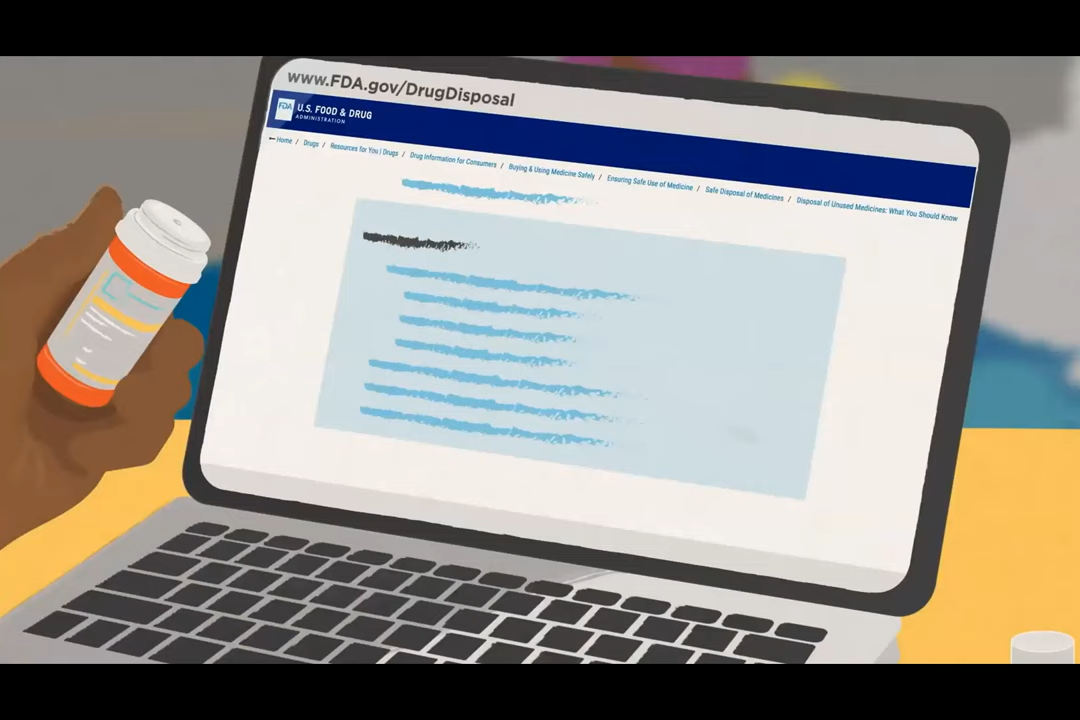 www.FDA.gov/DrugDisposal
FDA U.S. FOOD & DRUG
ADMINISTRATION
Home / Drugs / Resources for You | Drugs / Drug Information for Consumers / Buying & Using Medicine Safely / Ensuring Safe Use of Medicine / Safe Disposal of Medicines / Disposal of Unused Medicines: What You Should Know